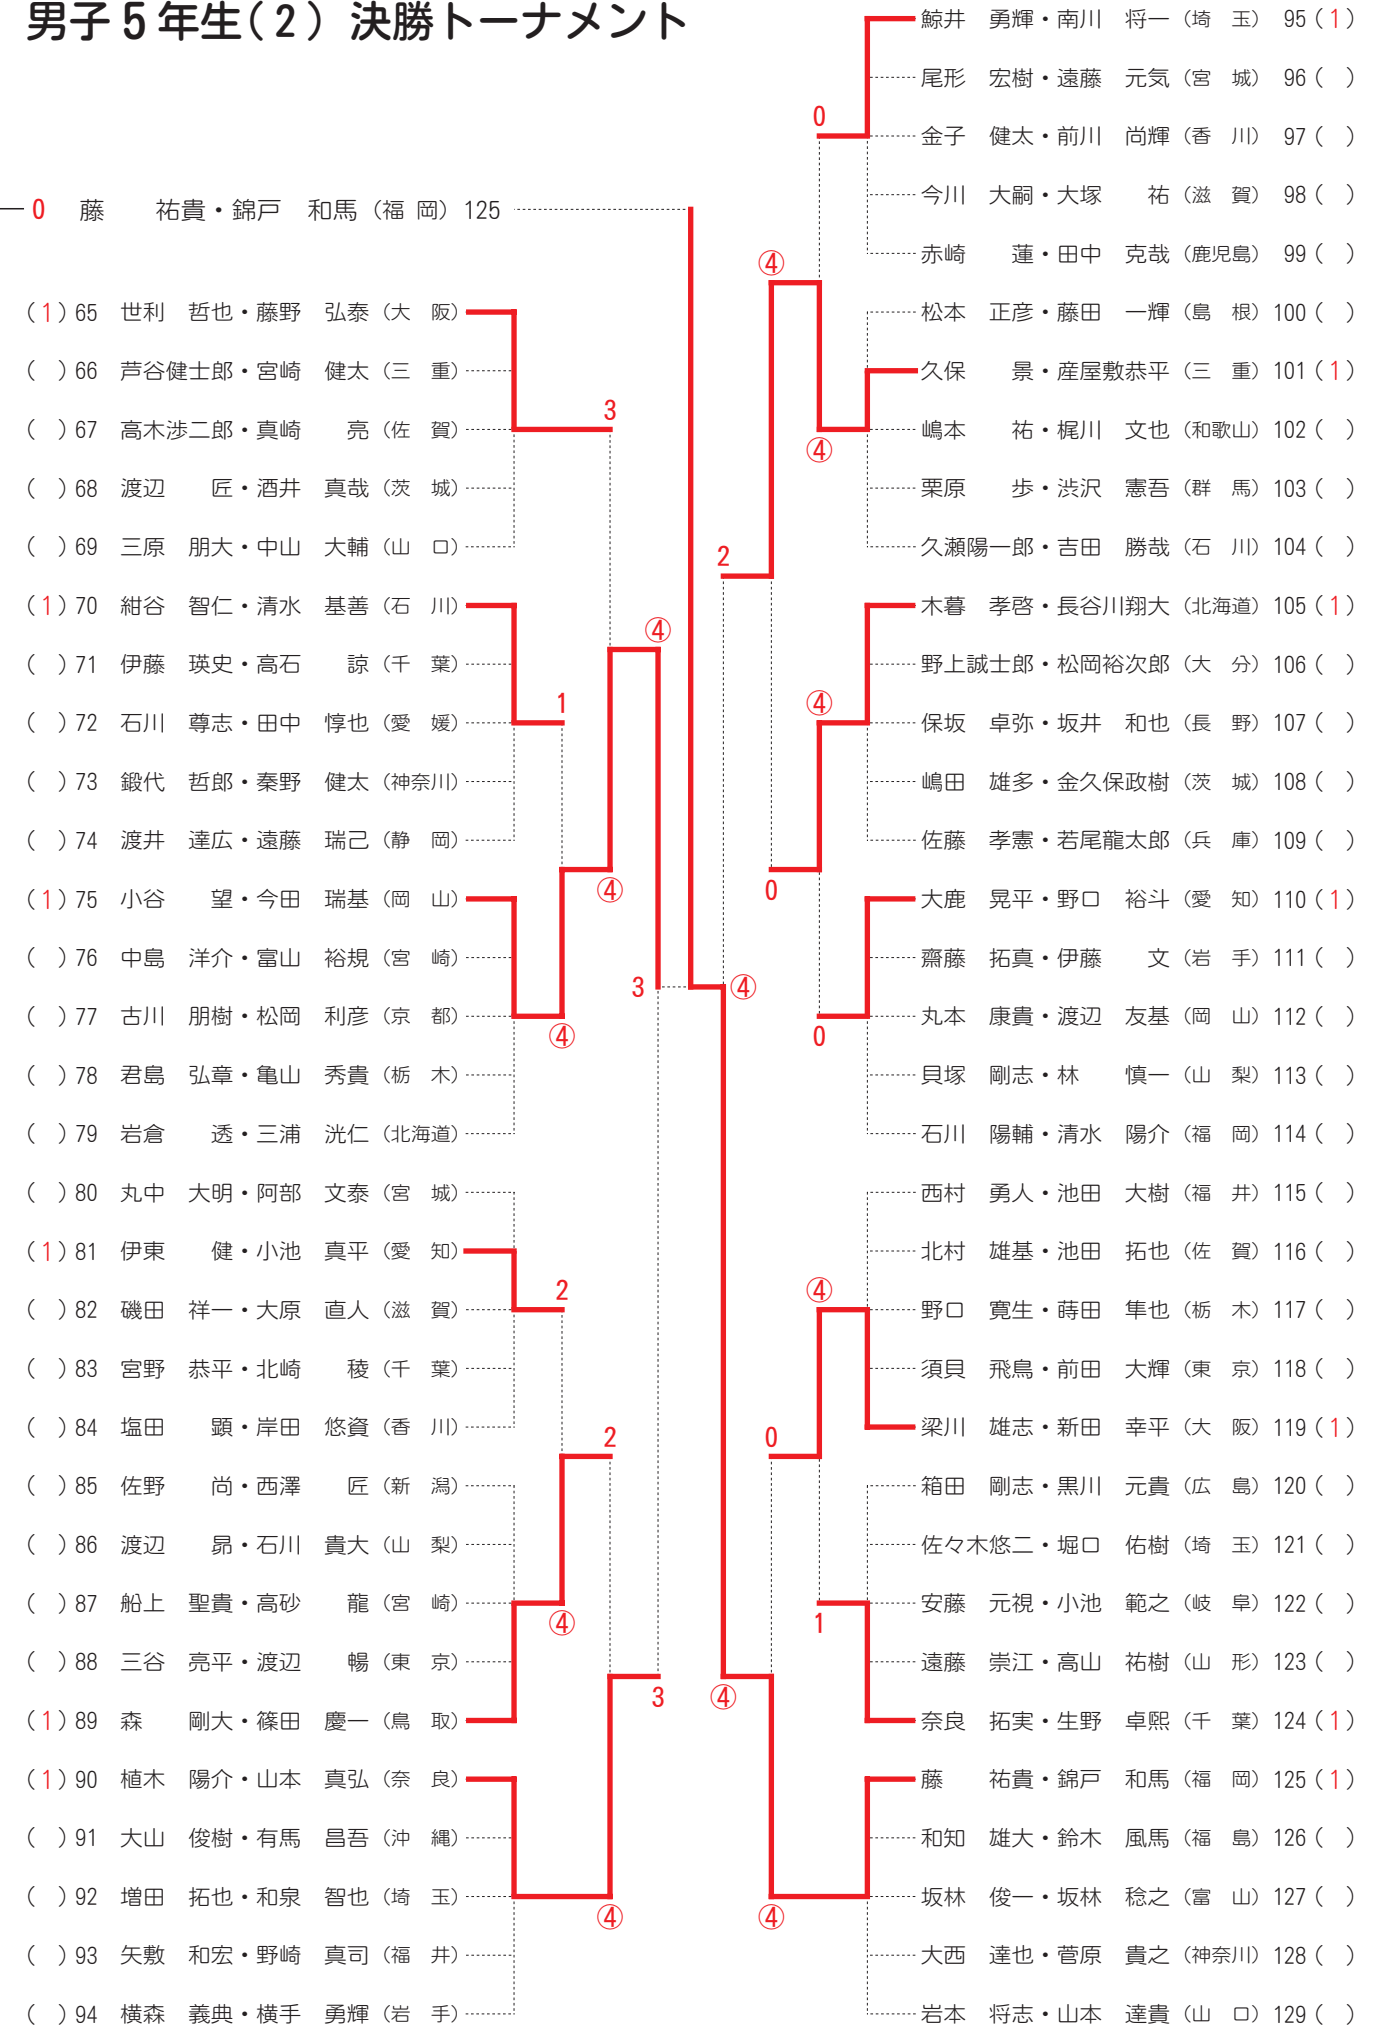 男子5年生(2) 決勝トーナメント
0 藤 祐貴・錦戸 和馬(福 岡) 125
(1) 65 世利 哲也・藤野 弘泰(大 阪)
( ) 66 芦谷健士郎・宮崎 健太(三 重)
( ) 67 高木渉二郎・真崎 亮(佐 賀)
( ) 68 渡辺 匠・酒井 真哉(茨 城)
( ) 69 三原 朋大・中山 大輔(山 口)
(1) 70 紺谷 智仁・清水 基善(石 川)
( ) 71 伊藤 瑛史・高石 諒(千 葉)
( ) 72 石川 尊志・田中 惇也(愛 媛)
( ) 73 鍛代 哲郎・秦野 健太(神奈川)
( ) 74 渡井 達広・遠藤 瑞己(静 岡)
(1) 75 小谷 望・今田 瑞基(岡 山)
( ) 76 中島 洋介・富山 裕規(宮 崎)
( ) 77 古川 朋樹・松岡 利彦(京 都)
( ) 78 君島 弘章・亀山 秀貴(栃 木)
( ) 79 岩倉 透・三浦 洸仁(北海道)
( ) 80 丸中 大明・阿部 文泰(宮 城)
(1) 81 伊東 健・小池 真平(愛 知)
( ) 82 磯田 祥一・大原 直人(滋 賀)
( ) 83 宮野 恭平・北崎 稜(千 葉)
( ) 84 塩田 顕・岸田 悠資(香 川)
( ) 85 佐野 尚・西澤 匠(新 潟)
( ) 86 渡辺 昴・石川 貴大(山 梨)
( ) 87 船上 聖貴・高砂 龍(宮 崎)
( ) 88 三谷 亮平・渡辺 暢(東 京)
(1) 89 森 剛大・篠田 慶一(鳥 取)
(1) 90 植木 陽介・山本 真弘(奈 良)
( ) 91 大山 俊樹・有馬 昌吾(沖 縄)
( ) 92 増田 拓也・和泉 智也(埼 玉)
( ) 93 矢敷 和宏・野崎 真司(福 井)
( ) 94 横森 義典・横手 勇輝(岩 手)
3
1
④
2
④
④
2
④
④
3
3
④
④
2
④
0
④
0
④
0
④
④
0
④
1
④
鯨井 勇輝・南川 将一(埼 玉) 95(1)
尾形 宏樹・遠藤 元気(宮 城) 96( )
金子 健太・前川 尚輝(香 川) 97( )
今川 大嗣・大塚 祐(滋 賀) 98( )
赤崎 蓮・田中 克哉(鹿児島) 99( )
松本 正彦・藤田 一輝(島 根) 100( )
久保 景・産屋敷恭平(三 重) 101(1)
嶋本 祐・梶川 文也(和歌山) 102( )
栗原 歩・渋沢 憲吾(群 馬) 103( )
久瀬陽一郎・吉田 勝哉(石 川) 104( )
木暮 孝啓・長谷川翔大(北海道) 105(1)
野上誠士郎・松岡裕次郎(大 分) 106( )
保坂 卓弥・坂井 和也(長 野) 107( )
嶋田 雄多・金久保政樹(茨 城) 108( )
佐藤 孝憲・若尾龍太郎(兵 庫) 109( )
大鹿 晃平・野口 裕斗(愛 知) 110(1)
齋藤 拓真・伊藤 文(岩 手) 111( )
丸本 康貴・渡辺 友基(岡 山) 112( )
貝塚 剛志・林 慎一(山 梨) 113( )
石川 陽輔・清水 陽介(福 岡) 114( )
西村 勇人・池田 大樹(福 井) 115( )
北村 雄基・池田 拓也(佐 賀) 116( )
野口 寛生・蒔田 隼也(栃 木) 117( )
須貝 飛鳥・前田 大輝(東 京) 118( )
梁川 雄志・新田 幸平(大 阪) 119(1)
箱田 剛志・黒川 元貴(広 島) 120( )
佐々木悠二・堀口 佑樹(埼 玉) 121( )
安藤 元視・小池 範之(岐 阜) 122( )
遠藤 崇江・高山 祐樹(山 形) 123( )
奈良 拓実・生野 卓熙(千 葉) 124(1)
藤 祐貴・錦戸 和馬(福 岡) 125(1)
和知 雄大・鈴木 風馬(福 島) 126( )
坂林 俊一・坂林 稔之(富 山) 127( )
大西 達也・菅原 貴之(神奈川) 128( )
岩本 将志・山本 達貴(山 口) 129( )